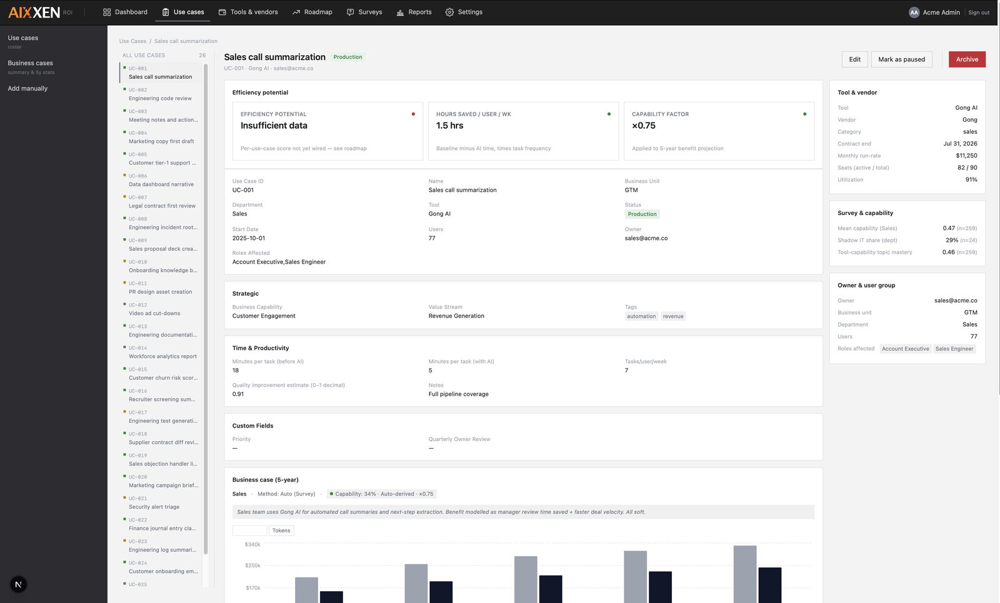 AIXXEN ROI
Dashboard
Use cases
Tools & vendors
Roadmap
Surveys
Reports
Settings
AA
Acme Admin
Sign out
Use cases
roster
Business cases
summary & 5y stats
Add manually
Use Cases / Sales call summarization
ALL USE CASES 26
UC-001
Sales call summarization
UC-002
Engineering code review
UC-003
Meeting notes and action...
UC-004
Marketing copy first draft
UC-005
Customer tier-1 support ...
UC-006
Data dashboard narrative
UC-007
Legal contract first review
UC-008
Engineering incident root...
UC-009
Sales proposal deck crea...
UC-010
Onboarding knowledge b...
UC-011
PR design asset creation
UC-012
Video ad cut-downs
UC-013
Engineering documentati...
UC-014
Workforce analytics report
UC-015
Customer churn risk scor...
UC-016
Recruiter screening sum...
UC-017
Engineering test generati...
UC-018
Supplier contract diff revi...
UC-019
Sales objection handler li...
UC-020
Marketing campaign brief...
UC-021
Security alert triage
UC-022
Finance journal entry cla...
UC-023
Engineering log summari...
UC-024
Customer onboarding em...
UC-025
N
Sales call summarization Production
UC-001 · Gong AI · sales@acme.co
Edit
Mark as paused
Archive
Efficiency potential
EFFICIENCY POTENTIAL
Insufficient data
Per-use-case score not yet wired — see roadmap
HOURS SAVED / USER / WK
1.5 hrs
Baseline minus AI time, times task frequency
CAPABILITY FACTOR
×0.75
Applied to 5-year benefit projection
Use Case ID
UC-001
Name
Sales call summarization
Business Unit
GTM
Department
Sales
Tool
Gong AI
Status
Production
Start Date
2025-10-01
Users
77
Owner
sales@acme.co
Roles Affected
Account Executive,Sales Engineer
Strategic
Business Capability
Customer Engagement
Value Stream
Revenue Generation
Tags
automation revenue
Time & Productivity
Minutes per task (before AI)
18
Minutes per task (with AI)
5
Tasks/user/week
7
Quality improvement estimate (0–1 decimal)
0.91
Notes
Full pipeline coverage
Custom Fields
Priority
—
Quarterly Owner Review
—
Business case (5-year)
Sales · Method: Auto (Survey) · Capability: 34% · Auto-derived · ×0.75
Sales team uses Gong AI for automated call summaries and next-step extraction. Benefit modelled as manager review time saved + faster deal velocity. All soft.
Tokens
$340k
$255k
$170k
Tool & vendor
Tool Gong AI
Vendor Gong
Category sales
Contract end Jul 31, 2026
Monthly run-rate $11,250
Seats (active / total) 82 / 90
Utilization 91%
Survey & capability
Mean capability (Sales) 0.47 (n=259)
Shadow IT share (dept) 29% (n=24)
Tool-capability topic mastery 0.46 (n=259)
Owner & user group
Owner sales@acme.co
Business unit GTM
Department Sales
Users 77
Roles affected Account Executive Sales Engineer